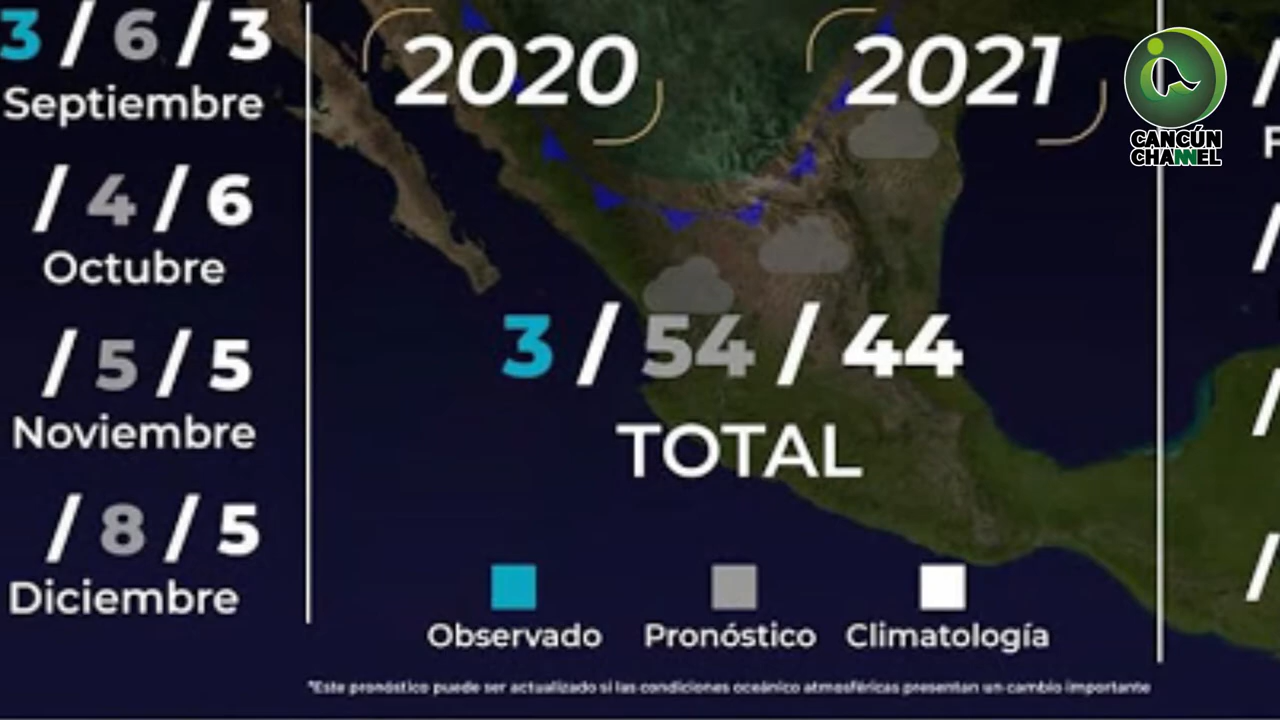 3 / 6 / 3
Septiembre
/ 4 / 6
Octubre
/ 5 / 5
Noviembre
/ 8 / 5
Diciembre
2020
2021
3 / 54 / 44
TOTAL
Observado
Pronóstico
Climatología
*Este pronóstico puede ser actualizado si las condiciones oceánico atmosféricas presentan un cambio importante
CANCÚN
CHANNEL
/
F
/
/
/